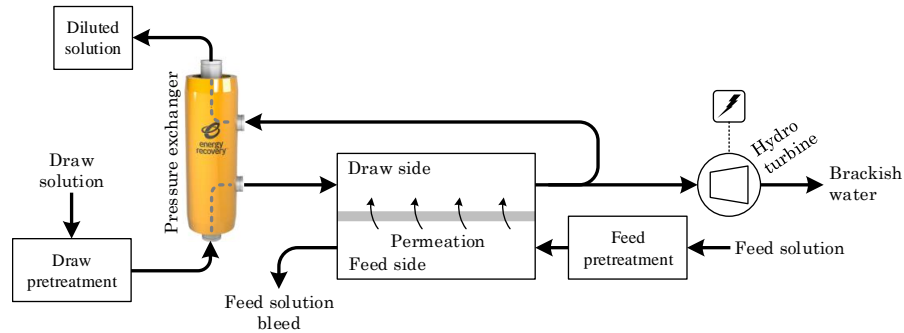 Diluted
solution
Pressure exchanger
energy
recovery
Draw
solution
Draw
pretreatment
Draw side
Permeation
Feed side
Feed solution
bleed
Feed
pretreatment
Feed solution
Hydro
turbine
Brackish
water